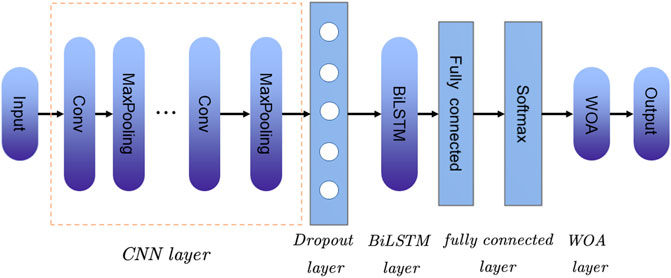 Input
Conv
MaxPooling
...
Conv
MaxPooling
BiLSTM
Fully connected
Softmax
WOA
Output
CNN layer
Dropout
layer
BiLSTM
layer
fully connected
layer
WOA
layer